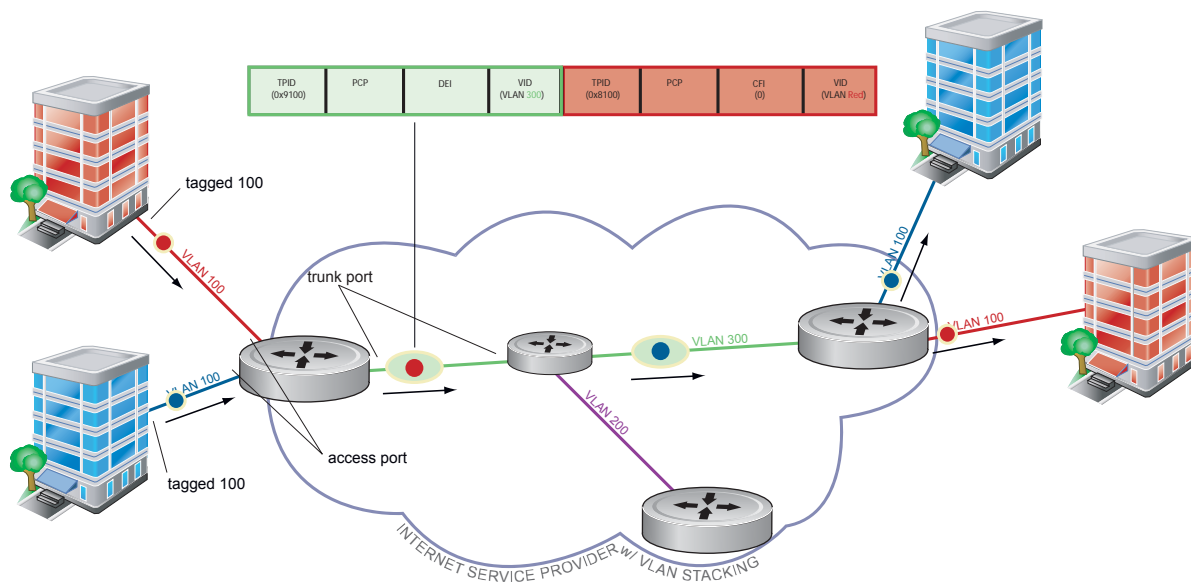 TPID
(0x9100)
PCP
DEI
VID
(VLAN 300)
TPID
(0x8100)
PCP
CFI
(0)
VID
(VLAN Red)
tagged 100
VLAN 100
trunk port
VLAN 100
VLAN 100
VLAN 300
VLAN 100
VLAN 200
access port
tagged 100
INTERNET SERVICE PROVIDER w/ VLAN STACKING